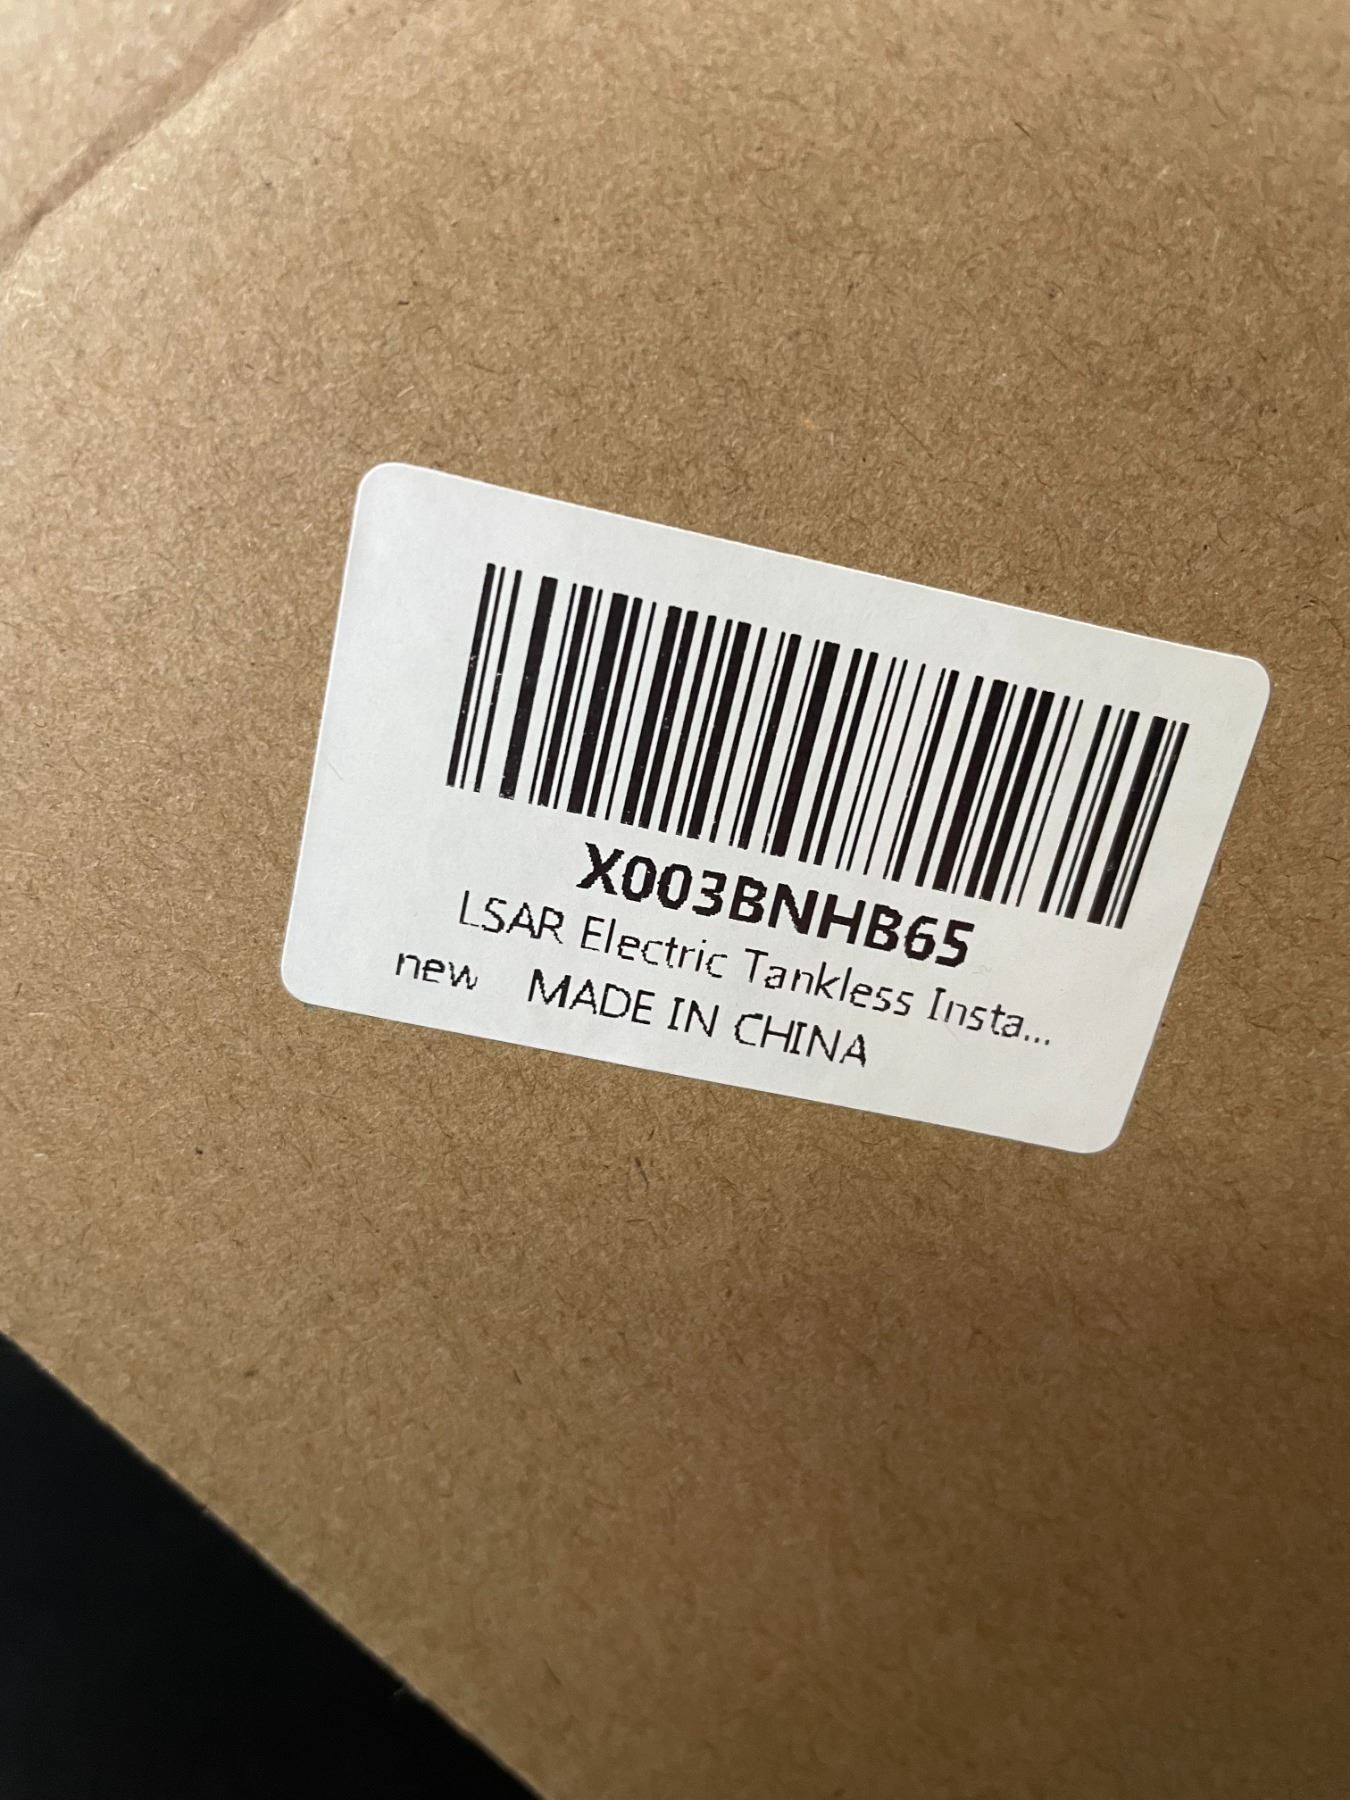 X003BNHB65
LSAR Electric Tankless Insta...
new MADE IN CHINA